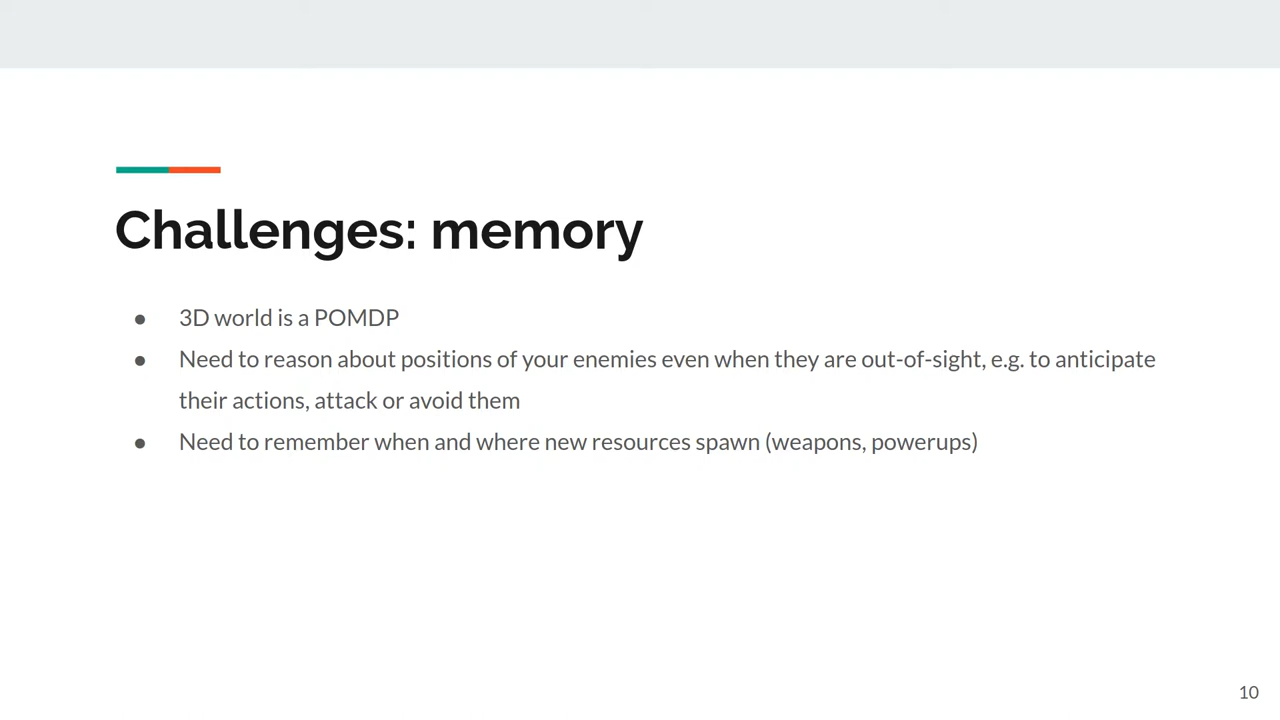 Challenges: memory
● 3D world is a POMDP
● Need to reason about positions of your enemies even when they are out-of-sight, e.g. to anticipate
their actions, attack or avoid them
● Need to remember when and where new resources spawn (weapons, powerups)
10